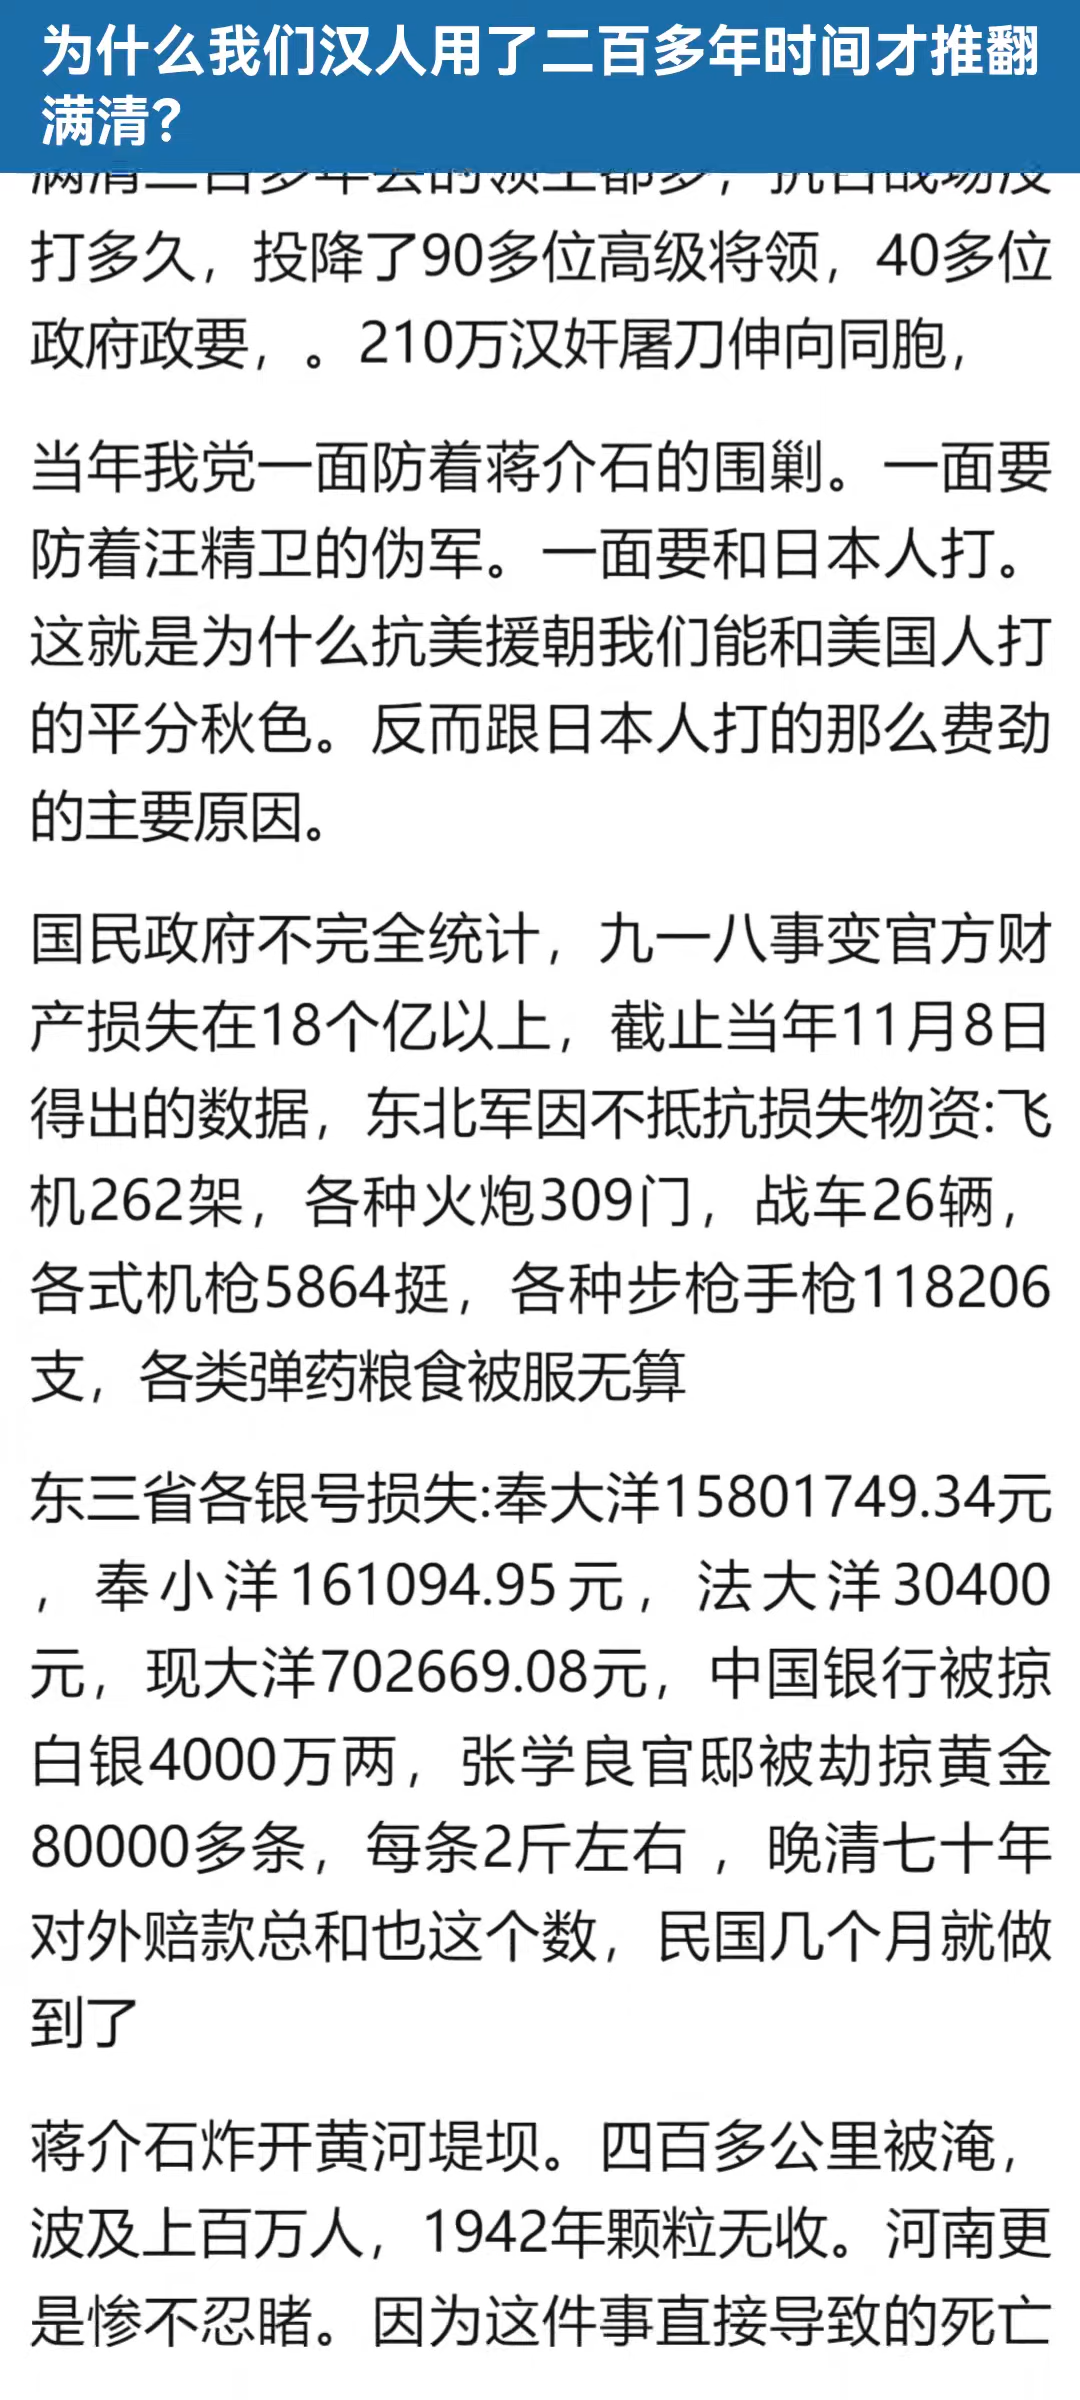 为什么我们汉人用了二百多年时间才推翻
满清?
满清二百多年丢的领土都多，抗日战场没
打多久，投降了90多位高级将领，40多位
政府政要，。210万汉奸屠刀伸向同胞，
当年我党一面防着蒋介石的围剿。一面要
防着汪精卫的伪军。一面要和日本人打。
这就是为什么抗美援朝我们能和美国人打
的平分秋色。反而跟日本人打的那么费劲
的主要原因。
国民政府不完全统计，九一八事变官方财
产损失在18个亿以上，截止当年11月8日
得出的数据，东北军因不抵抗损失物资:飞
机262架，各种火炮309门，战车26辆，
各式机枪5864挺，各种步枪手枪118206
支，各类弹药粮食被服无算
东三省各银号损失:奉大洋15801749.34元
，奉小洋161094.95元，法大洋30400
元，现大洋702669.08元，中国银行被掠
白银4000万两，张学良官邸被劫掠黄金
80000多条，每条2斤左右 ，晚清七十年
对外赔款总和也这个数，民国几个月就做
到了
蒋介石炸开黄河堤坝。四百多公里被淹，
波及上百万人，1942年颗粒无收。河南更
是惨不忍睹。因为这件事直接导致的死亡